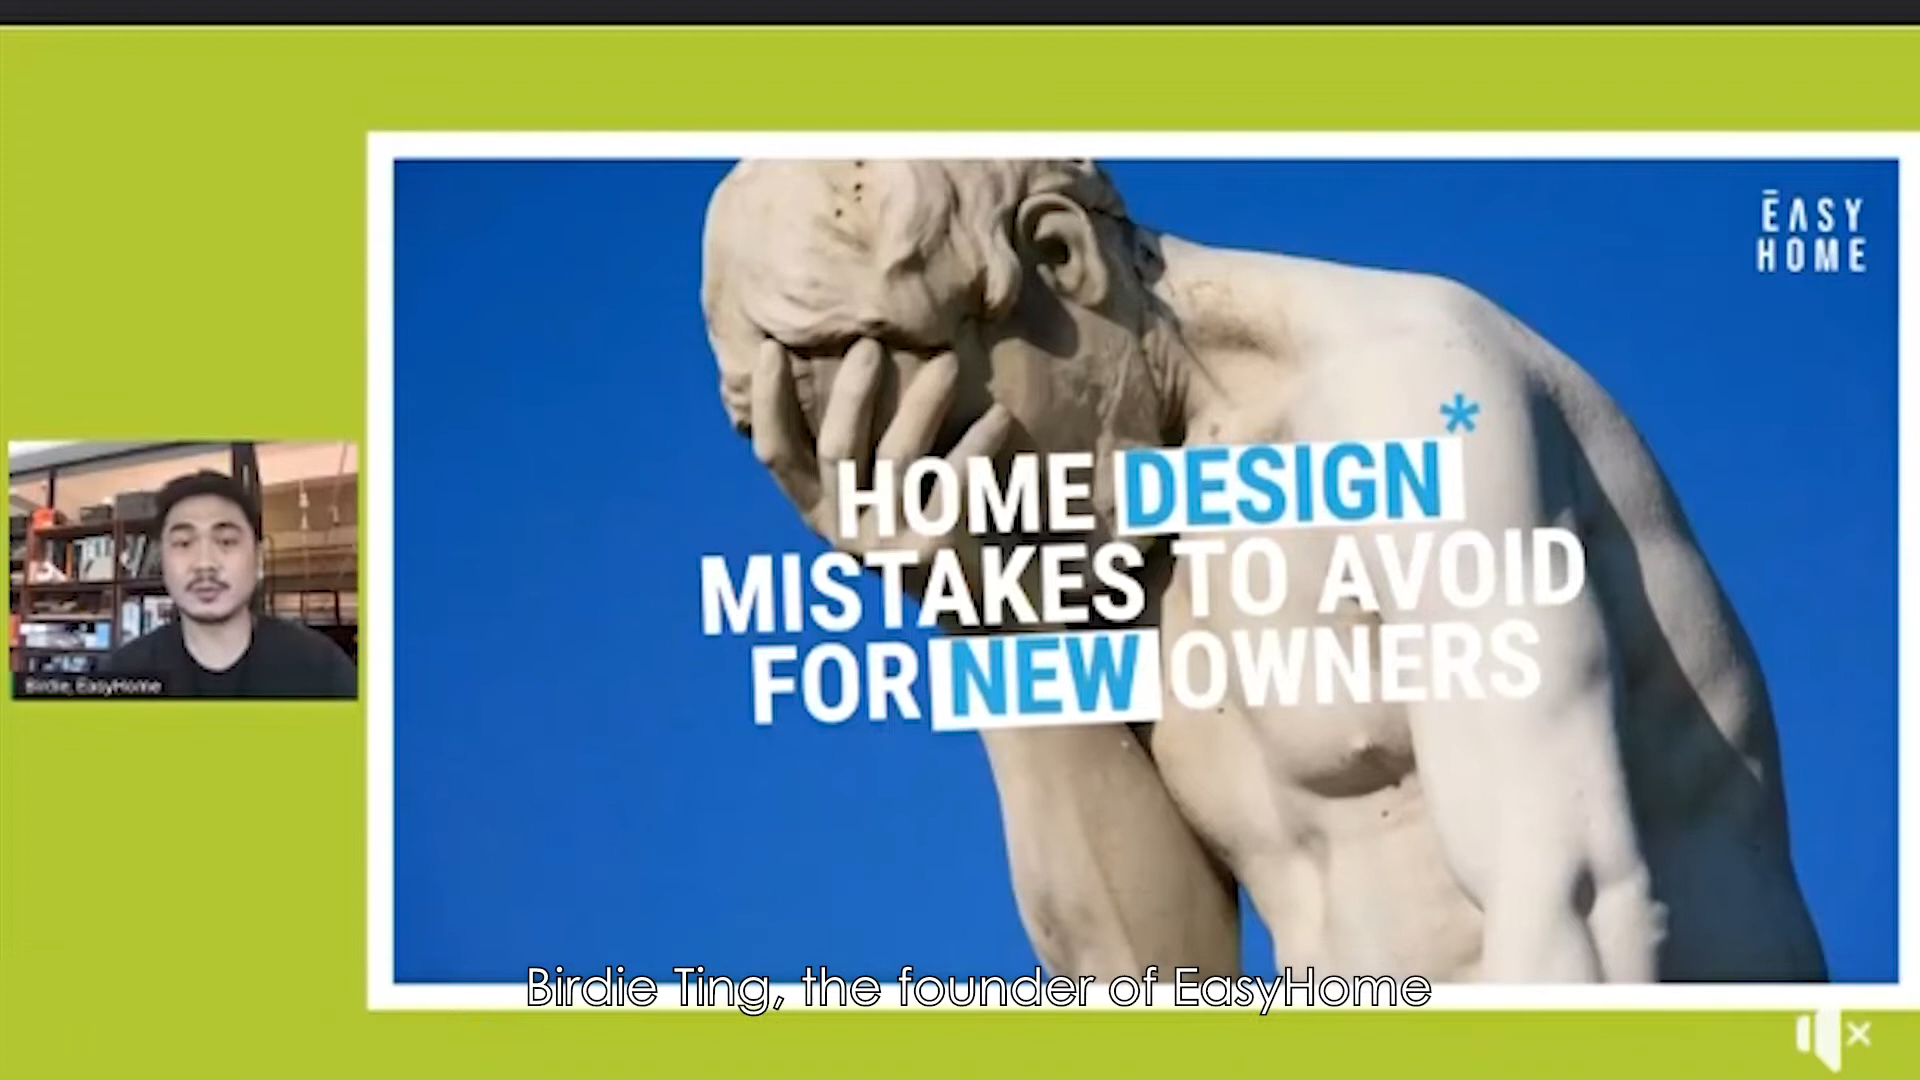 EASY
HOME
HOME DESIGN*
MISTAKES TO AVOID
FOR NEW OWNERS
Birdie, EasyHome
Birdie Ting, the founder of EasyHome